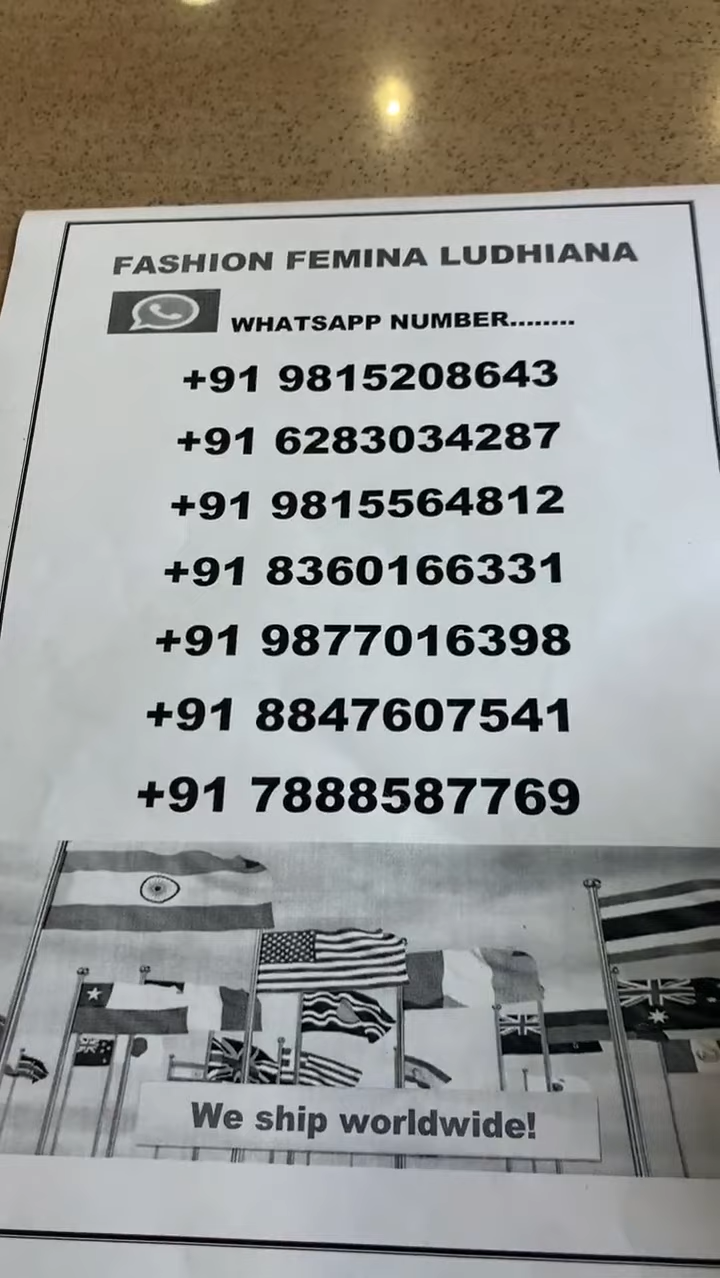 FASHION FEMINA LUDHIANA
WHATSAPP NUMBER........
+91 9815208643
+91 6283034287
+91 9815564812
+91 8360166331
+91 9877016398
+91 8847607541
+91 7888587769
We ship worldwide!